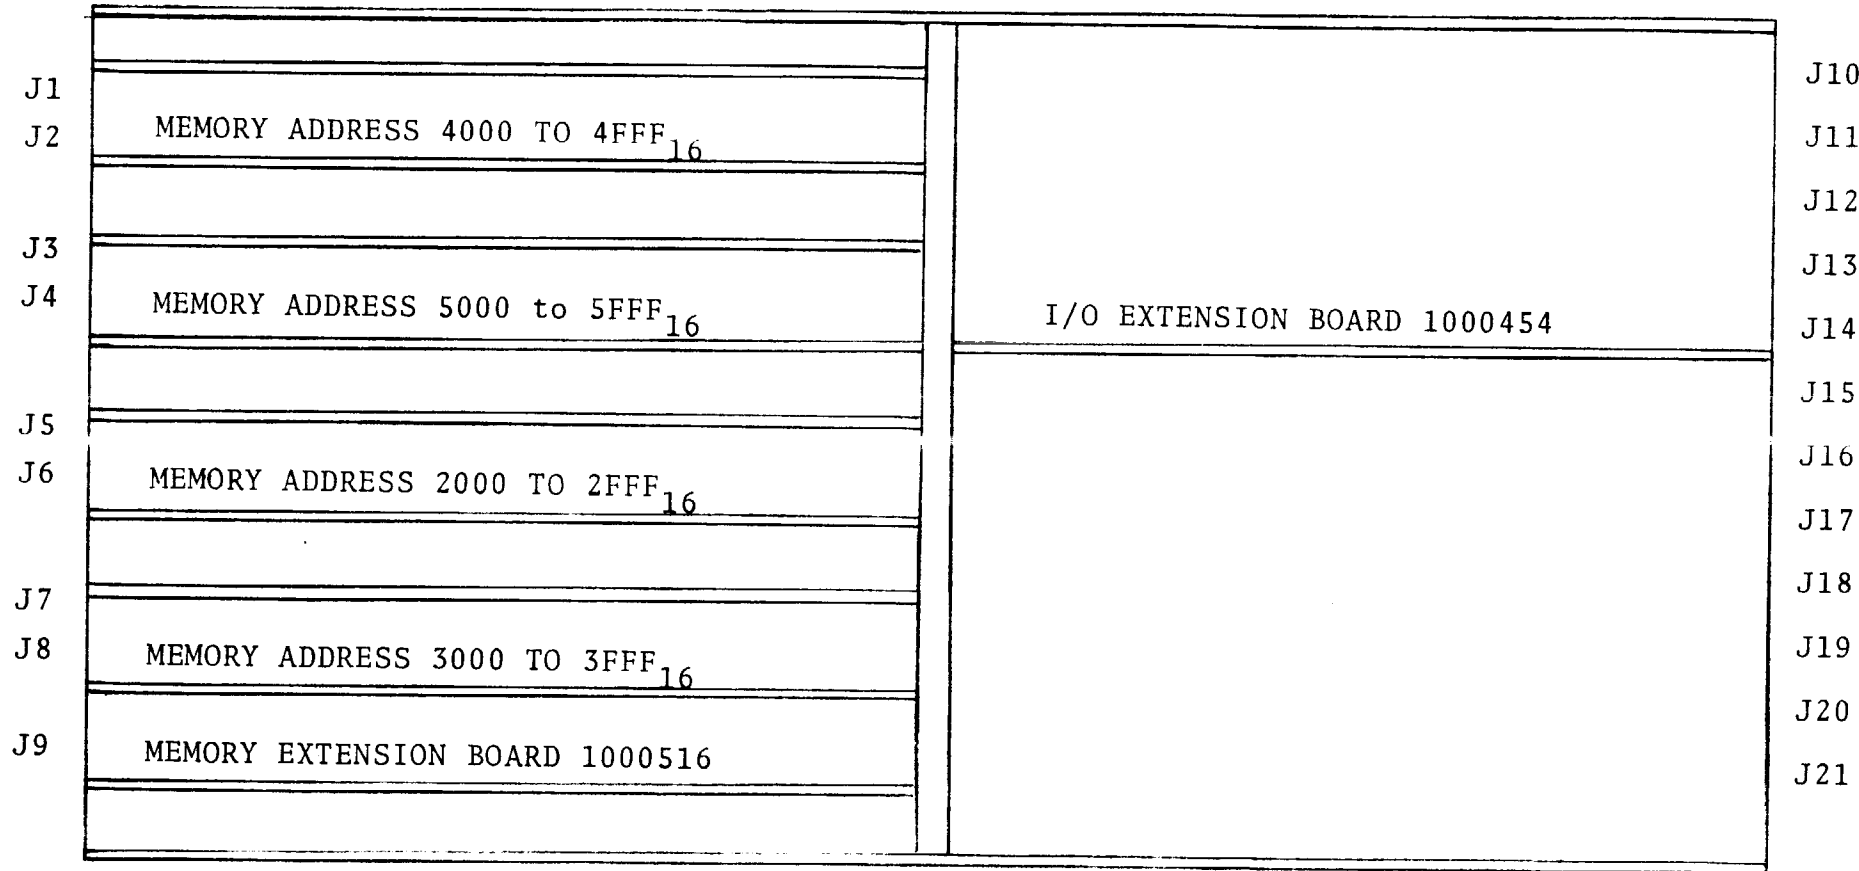 J1
J2 MEMORY ADDRESS 4000 TO 4FFF16
J3
J4 MEMORY ADDRESS 5000 to 5FFF16
J5
J6 MEMORY ADDRESS 2000 TO 2FFF16
J7
J8 MEMORY ADDRESS 3000 TO 3FFF16
J9 MEMORY EXTENSION BOARD 1000516
J10
J11
J12
J13
I/O EXTENSION BOARD 1000454 J14
J15
J16
J17
J18
J19
J20
J21